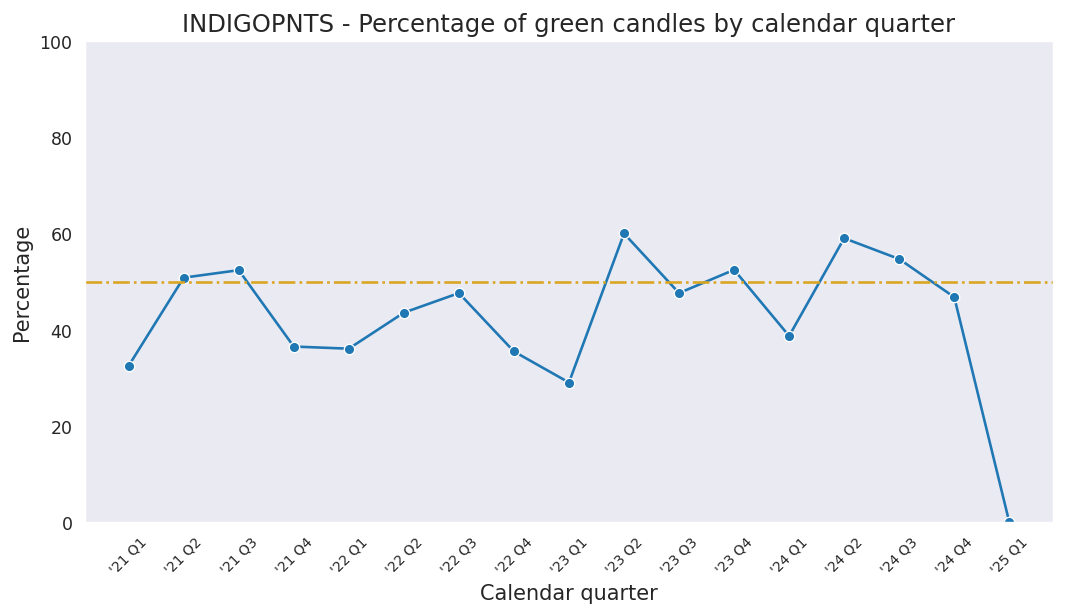 INDIGOPNTS - Percentage of green candles by calendar quarter
100
80
60
40
20
0
Percentage
'21 Q1
'21 Q2
'21 Q3
'21 Q4
'22 Q1
'22 Q2
'22 Q3
'22 Q4
'23 Q1
'23 Q2
'23 Q3
'23 Q4
'24 Q1
'24 Q2
'24 Q3
'24 Q4
'25 Q1
Calendar quarter